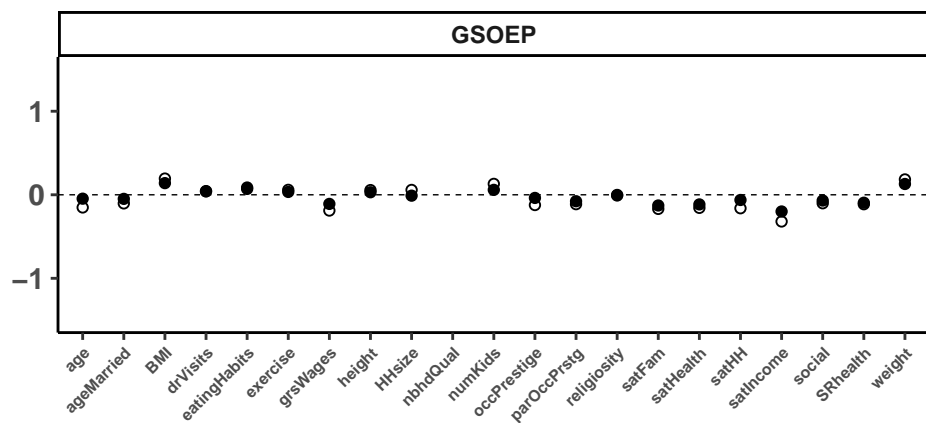 GSOEP
1
0
−1
age
ageMarried
BMI
drVisits
eatingHabits
exercise
grsWages
height
HHsize
nbhdQual
numKids
occPrestige
parOccPrstg
religiosity
satFam
satHealth
satHH
satIncome
social
SRhealth
weight